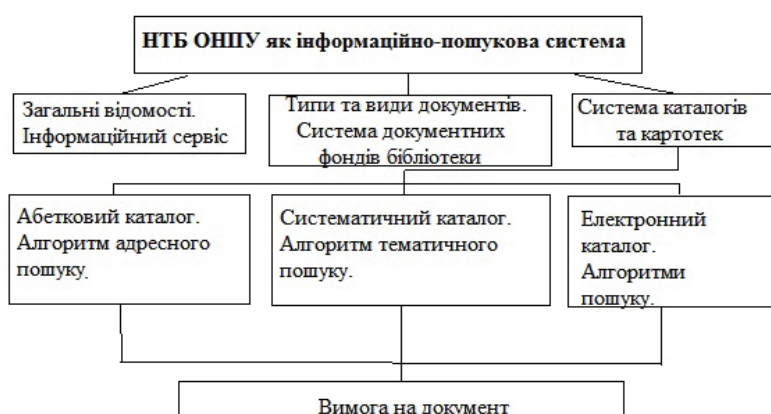 НТБ ОНПУ як інформаційно-пошукова система
Загальні відомості.
Інформаційний сервіс
Типи та види документів.
Система документних
фондів бібліотеки
Система каталогів
та картотек
Абетковий каталог.
Алгоритм адресного
пошуку.
Систематичний каталог.
Алгоритм тематичного
пошуку.
Електронний
каталог.
Алгоритми
пошуку.
Вимога на документ